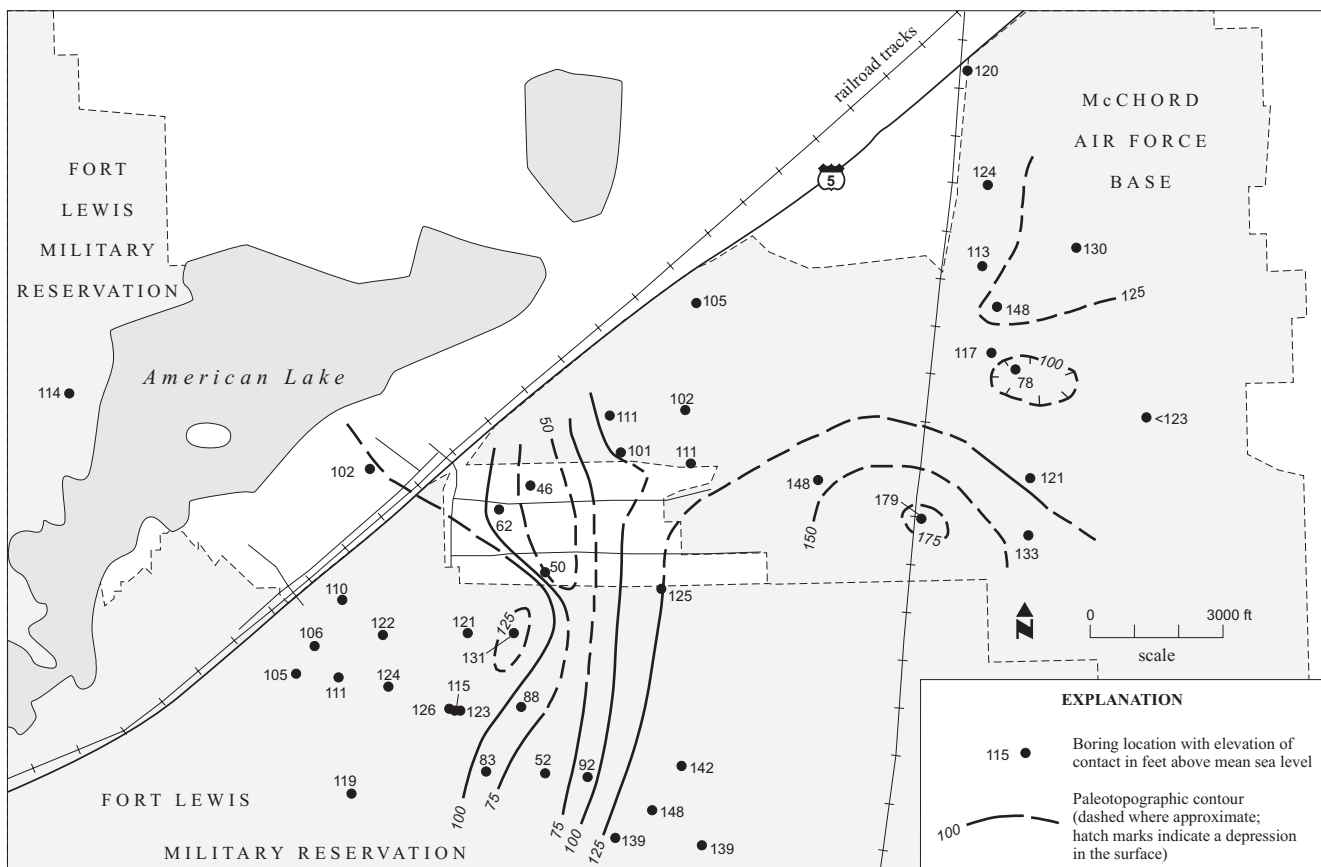 railroad tracks
120
McCHORD
AIR FORCE
BASE
FORT
LEWIS
MILITARY
RESERVATION
5
124
130
113
125
105
148
117
100
78
American Lake
114
<123
102
111
50
101
111
102
46
148
121
62
179
175
150
133
50
125
110
122
121
125
131
106
105
111
124
115
126
123
88
N
0
3000 ft
scale
83
52
92
142
119
100
75
148
75
100
125
139
139
FORT LEWIS
MILITARY RESERVATION
EXPLANATION
115
Boring location with elevation of
contact in feet above mean sea level
100
Paleotopographic contour
(dashed where approximate;
hatch marks indicate a depression
in the surface)